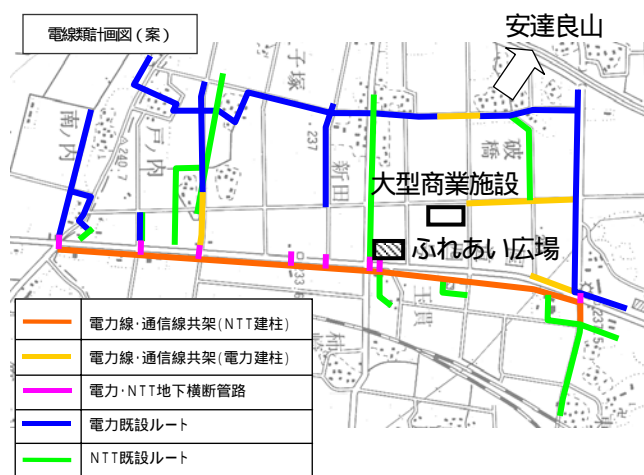 電線類計画図（案）
安達良山
子塚
南ノ内
240.7
戸ノ内
237
新田
破橋
大型商業施設
ふれあい広場
王貫
電力線・通信線共架(NTT建柱)
電力線・通信線共架(電力建柱)
電力・NTT地下横断管路
電力既設ルート
NTT既設ルート